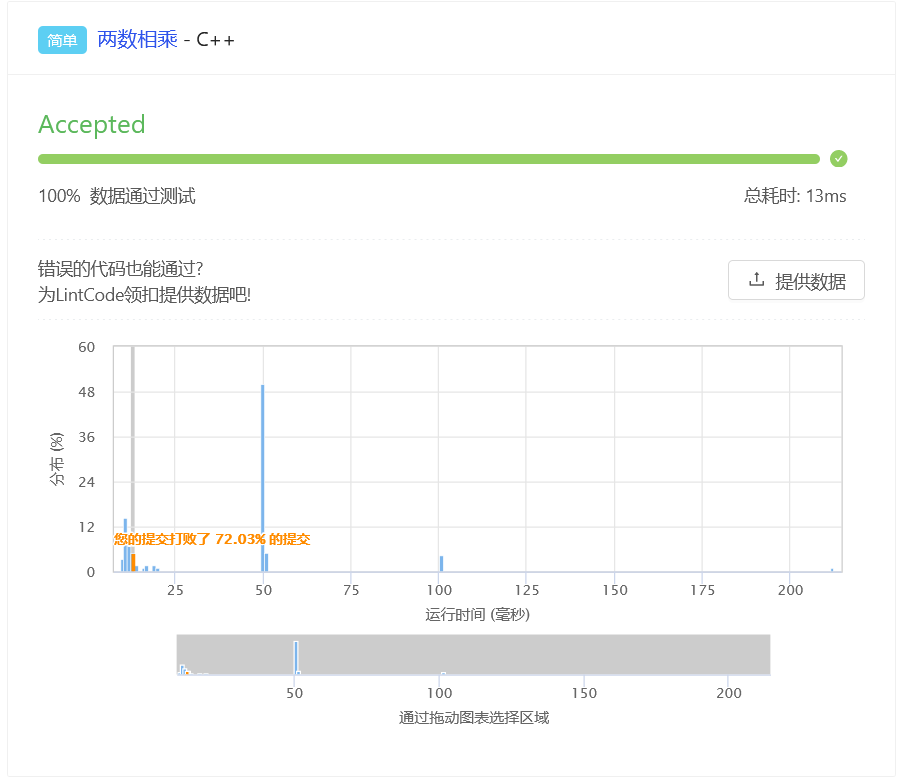 简单 两数相乘 - C++
Accepted
100% 数据通过测试 总耗时: 13ms
错误的代码也能通过?
为LintCode领扣提供数据吧!
提供数据
60
48
36
24
12
0
分布 (%)
您的提交打败了 72.03% 的提交
25 50 75 100 125 150 175 200
运行时间 (毫秒)
50 100 150 200
通过拖动图表选择区域